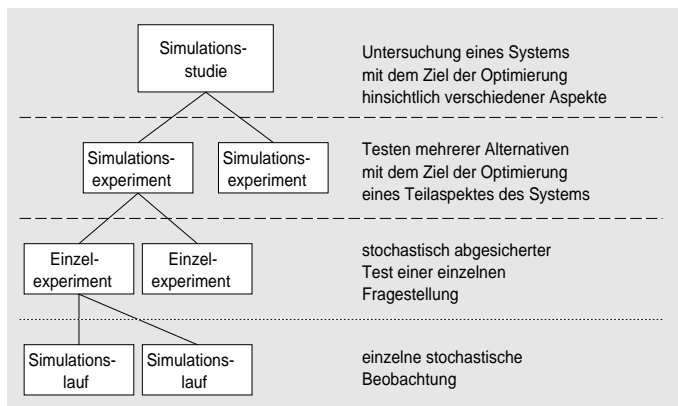 Simulations-
studie
Untersuchung eines Systems
mit dem Ziel der Optimierung
hinsichtlich verschiedener Aspekte
Simulations-
experiment
Simulations-
experiment
Testen mehrerer Alternativen
mit dem Ziel der Optimierung
eines Teilaspektes des Systems
Einzel-
experiment
Einzel-
experiment
stochastisch abgesicherter
Test einer einzelnen
Fragestellung
Simulations-
lauf
Simulations-
lauf
einzelne stochastische
Beobachtung